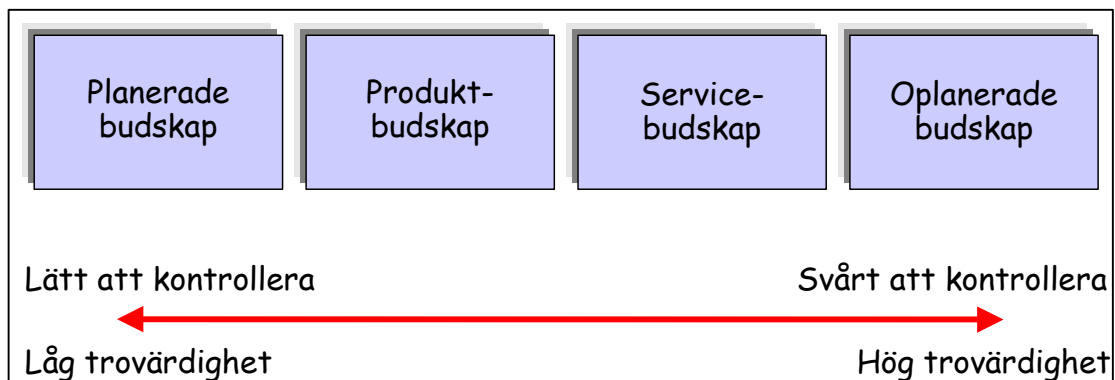 Planerade
budskap
Produkt-
budskap
Service-
budskap
Oplanerade
budskap
Lätt att kontrollera
Svårt att kontrollera
Låg trovärdighet
Hög trovärdighet